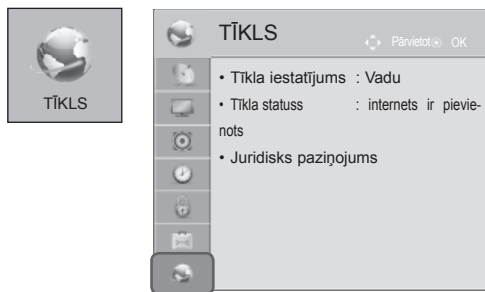 TĪKLS
TĪKLS
Pārvietot OK
• Tīkla iestatījums : Vadu
• Tīkla statuss : internets ir pievie-
nots
• Juridisks paziņojums